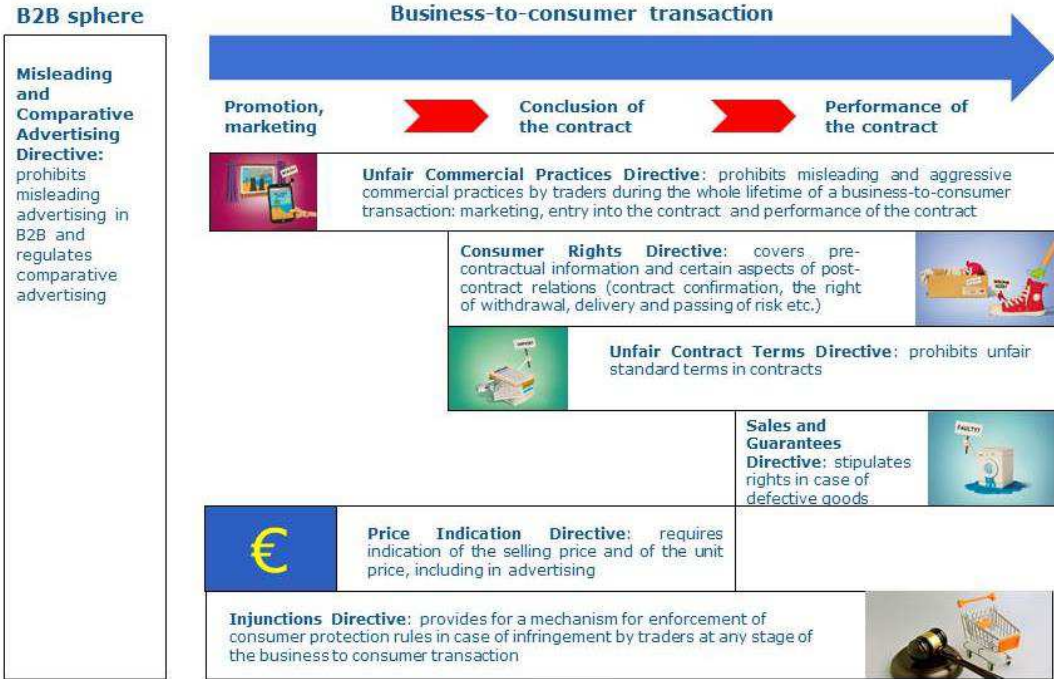 B2B sphere
Business-to-consumer transaction
Misleading
and
Comparative
Advertising
Directive:
prohibits
misleading
advertising in
B2B and
regulates
comparative
advertising
Promotion,
marketing
Conclusion of
the contract
Performance of
the contract
Unfair Commercial Practices Directive: prohibits misleading and aggressive
commercial practices by traders during the whole lifetime of a business-to-consumer
transaction: marketing, entry into the contract and performance of the contract
Consumer Rights Directive: covers pre-
contractual information and certain aspects of post-
contract relations (contract confirmation, the right
of withdrawal, delivery and passing of risk etc.)
Unfair Contract Terms Directive: prohibits unfair
standard terms in contracts
Sales and
Guarantees
Directive: stipulates
rights in case of
defective goods
FAULTY?
€
Price Indication Directive: requires
indication of the selling price and of the unit
price, including in advertising
Injunctions Directive: provides for a mechanism for enforcement of
consumer protection rules in case of infringement by traders at any stage of
the business to consumer transaction